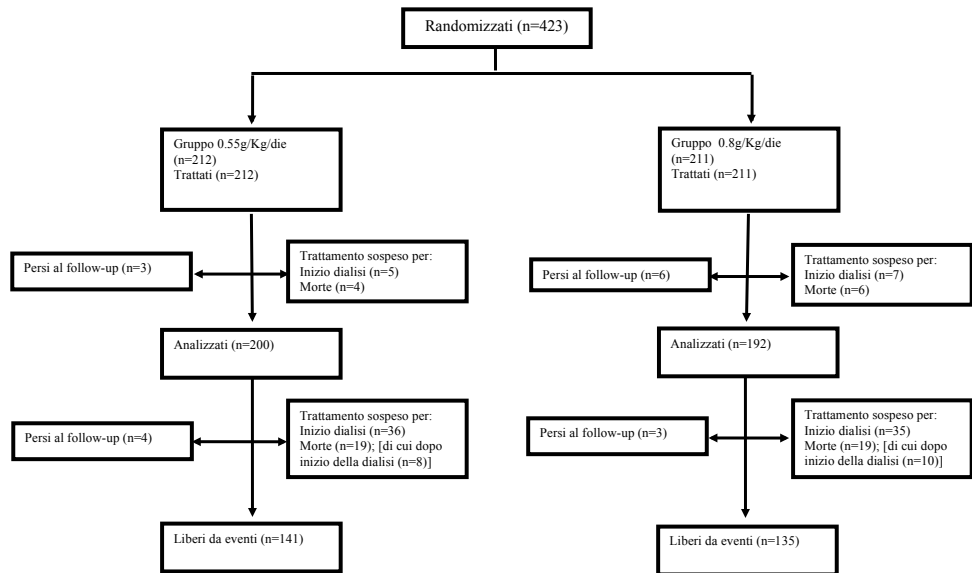 Randomizzati (n=423)
Gruppo 0.55g/Kg/die
(n=212)
Trattati (n=212)
Gruppo 0.8g/Kg/die
(n=211)
Trattati (n=211)
Persi al follow-up (n=3)
Trattamento sospeso per:
Inizio dialisi (n=5)
Morte (n=4)
Persi al follow-up (n=6)
Trattamento sospeso per:
Inizio dialisi (n=7)
Morte (n=6)
Analizzati (n=200)
Analizzati (n=192)
Persi al follow-up (n=4)
Trattamento sospeso per:
Inizio dialisi (n=36)
Morte (n=19); [di cui dopo
inizio della dialisi (n=8)]
Persi al follow-up (n=3)
Trattamento sospeso per:
Inizio dialisi (n=35)
Morte (n=19); [di cui dopo
inizio della dialisi (n=10)]
Liberi da eventi (n=141)
Liberi da eventi (n=135)